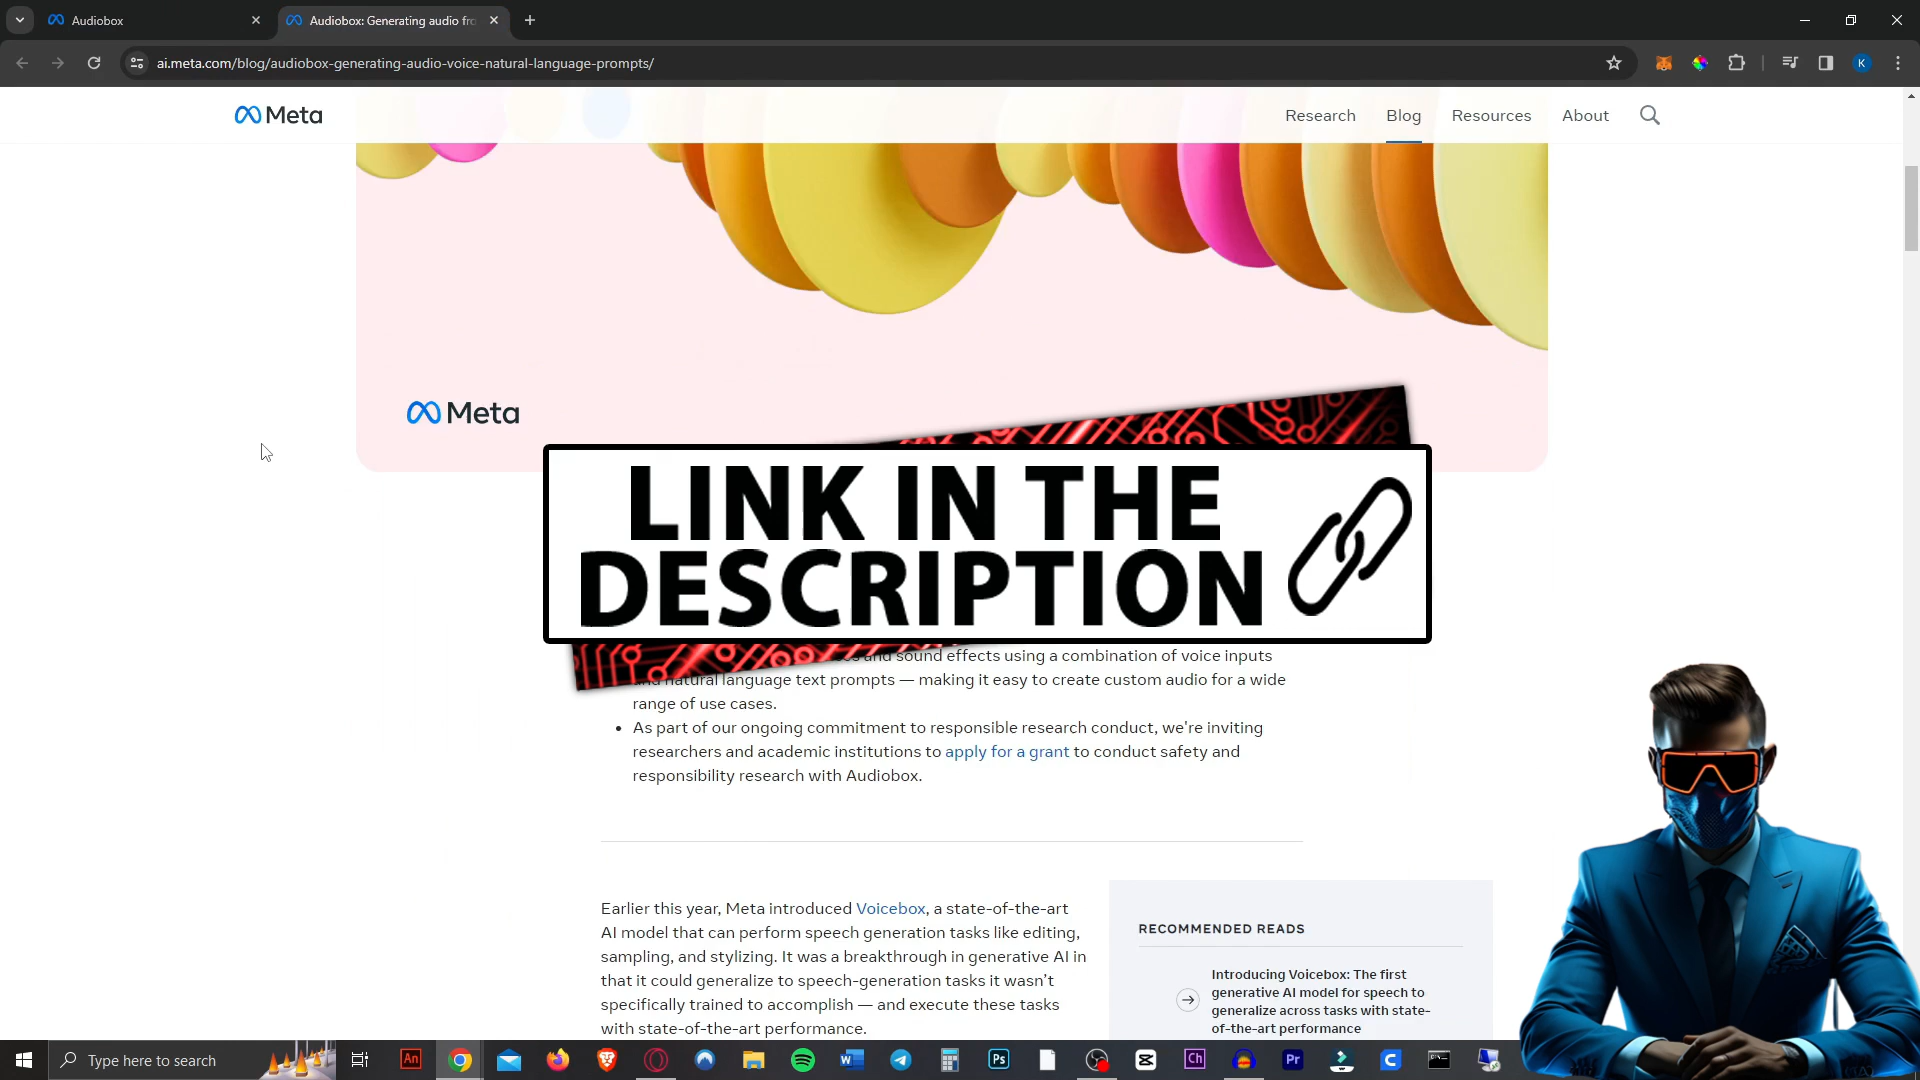 Audiobox
Audiobox: Generating audio fro
ai.meta.com/blog/audiobox-generating-audio-voice-natural-language-prompts/
K
Meta
Research
Blog
Resources
About
Meta
LINK IN THE
DESCRIPTION
and sound effects using a combination of voice inputs
natural language text prompts — making it easy to create custom audio for a wide
range of use cases.
• As part of our ongoing commitment to responsible research conduct, we're inviting
researchers and academic institutions to apply for a grant to conduct safety and
responsibility research with Audiobox.
Earlier this year, Meta introduced Voicebox, a state-of-the-art
AI model that can perform speech generation tasks like editing,
sampling, and stylizing. It was a breakthrough in generative AI in
that it could generalize to speech-generation tasks it wasn't
specifically trained to accomplish — and execute these tasks
with state-of-the-art performance.
RECOMMENDED READS
Introducing Voicebox: The first
generative AI model for speech to
generalize across tasks with state-
of-the-art performance
Type here to search
An
Ps
Ch
Pr